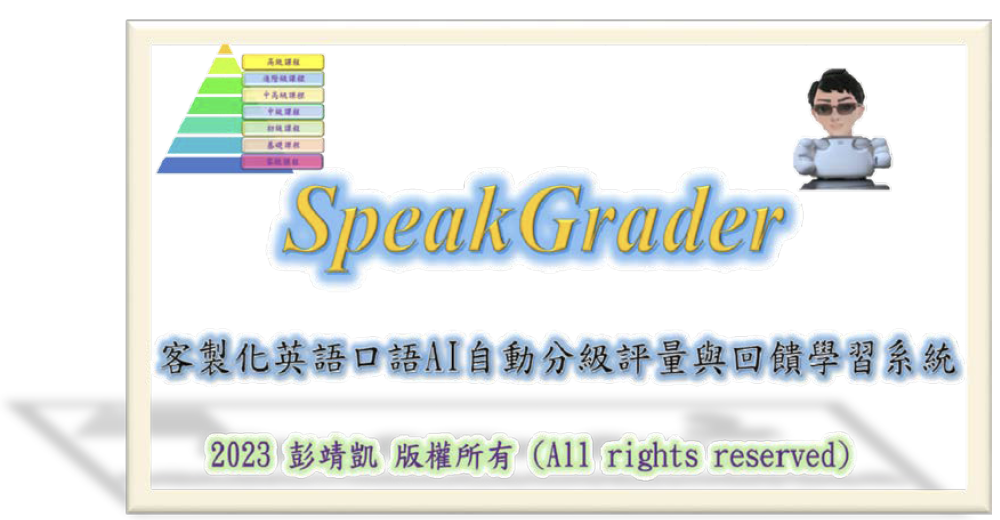 高級課程
進階級課程
中高級課程
中級課程
初級課程
基礎課程
SpeakGrader
客製化英語口語AI自動分級評量與回饋學習系統
2023 彭靖凱 版權所有 (All rights reserved)